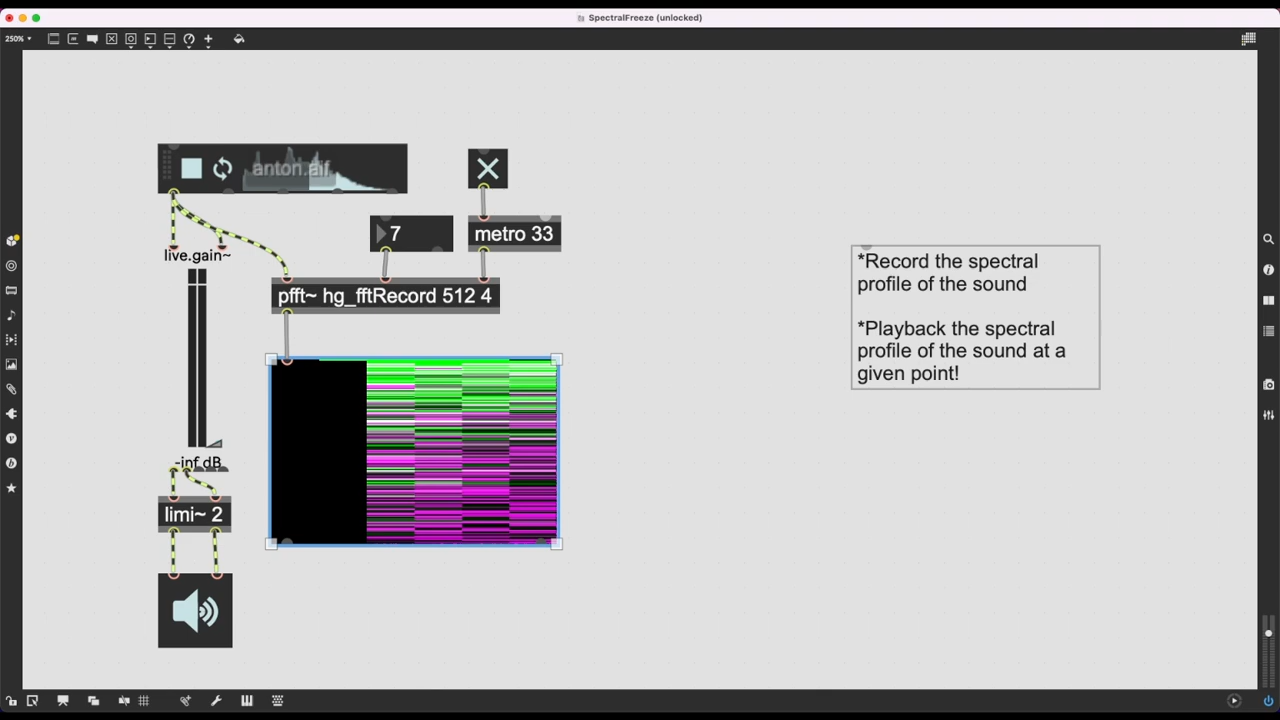 SpectralFreeze (unlocked)
250%
anton.aif
7
metro 33
live.gain~
pfft~ hg_fftRecord 512 4
*Record the spectral
profile of the sound
*Playback the spectral
profile of the sound at a
given point!
-inf dB
limi~ 2